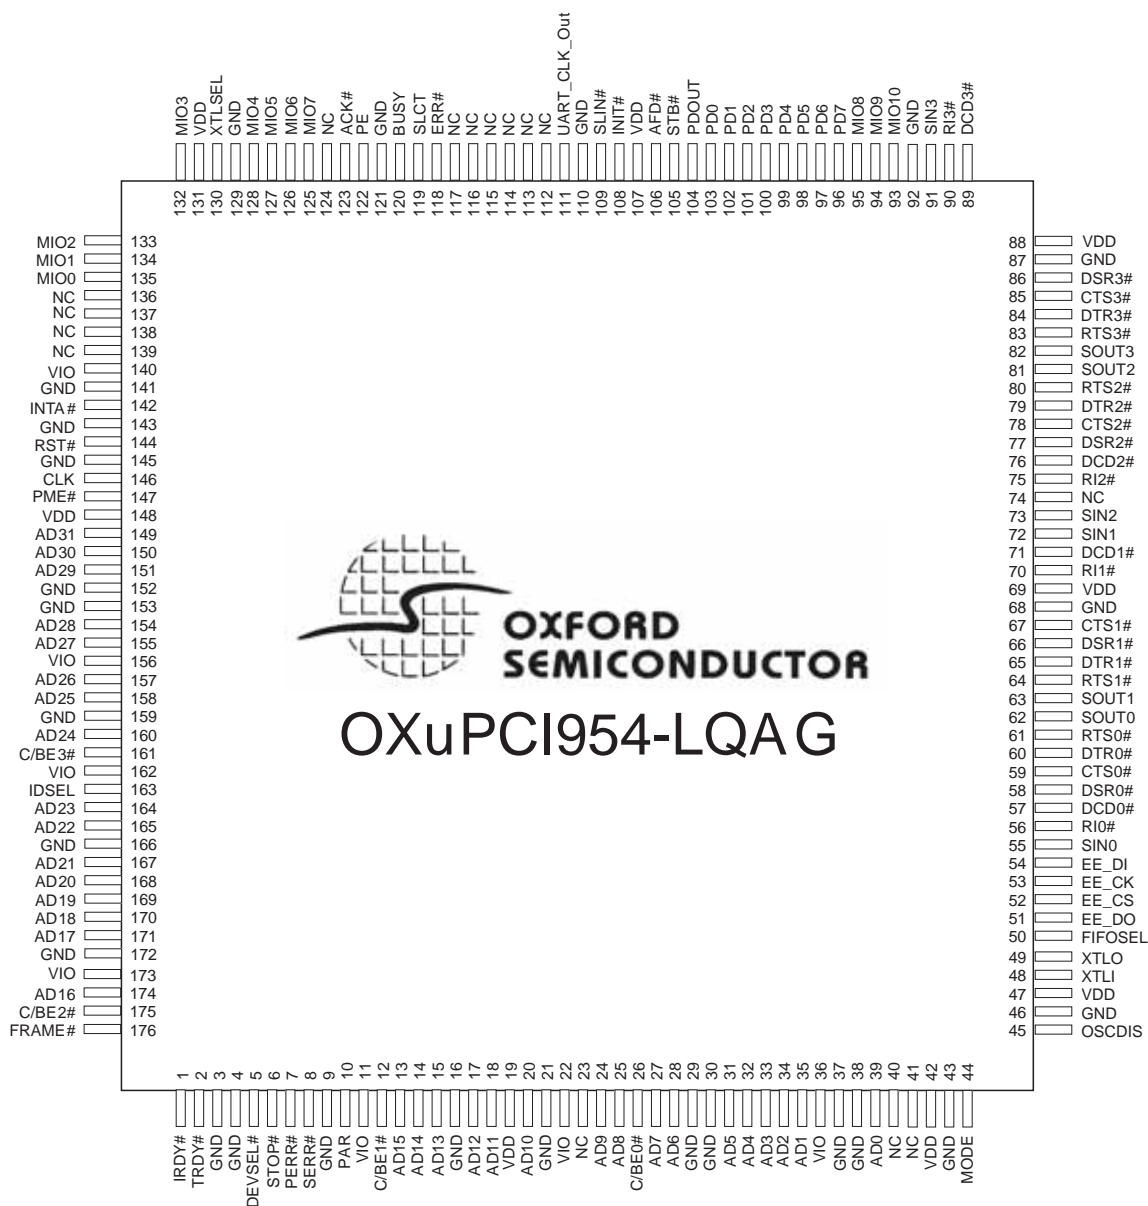 MIO3 VDD XTLSEL GND MIO4 MIO5 MIO6 MIO7 NC ACK# PE GND BUSY SLCT ERR# NC NC NC NC NC NC UART_CLK_Out GND SLIN# INIT# VDD AFD# STB# PDOUT PD0 PD1 PD2 PD3 PD4 PD5 PD6 PD7 MIO8 MIO9 MIO10 GND SIN3 RI3# DCD3#
132 131 130 129 128 127 126 125 124 123 122 121 120 119 118 117 116 115 114 113 112 111 110 109 108 107 106 105 104 103 102 101 100 99 98 97 96 95 94 93 92 91 90 89
MIO2 133 88 VDD
MIO1 134 87 GND
MIO0 135 86 DSR3#
NC 136 85 CTS3#
NC 137 84 DTR3#
NC 138 83 RTS3#
NC 139 82 SOUT3
VIO 140 81 SOUT2
GND 141 80 RTS2#
INTA# 142 79 DTR2#
GND 143 78 CTS2#
RST# 144 77 DSR2#
GND 145 76 DCD2#
CLK 146 75 RI2#
PME# 147 74 NC
VDD 148 73 SIN2
AD31 149 72 SIN1
AD30 150 71 DCD1#
AD29 151 70 RI1#
GND 152 69 VDD
GND 153 68 GND
AD28 154 67 CTS1#
AD27 155 66 DSR1#
VIO 156 65 DTR1#
AD26 157 64 RTS1#
AD25 158 63 SOUT1
GND 159 62 SOUT0
AD24 160 61 RTS0#
C/BE3# 161 60 DTR0#
VIO 162 59 CTS0#
IDSEL 163 58 DSR0#
AD23 164 57 DCD0#
AD22 165 56 RI0#
GND 166 55 SIN0
AD21 167 54 EE_DI
AD20 168 53 EE_CK
AD19 169 52 EE_CS
AD18 170 51 EE_DO
AD17 171 50 FIFOSEL
GND 172 49 XTLO
VIO 173 48 XTLI
AD16 174 47 VDD
C/BE2# 175 46 GND
FRAME# 176 45 OSCDIS
OXFORD
SEMICONDUCTOR
OXuPCI954-LQAG
1 2 3 4 5 6 7 8 9 10 11 12 13 14 15 16 17 18 19 20 21 22 23 24 25 26 27 28 29 30 31 32 33 34 35 36 37 38 39 40 41 42 43 44
IRDY# TRDY# GND GND DEVSEL# STOP# PERR# SERR# GND PAR VIO C/BE1# AD15 AD14 AD13 GND AD12 AD11 VDD AD10 GND VIO NC AD9 AD8 C/BE0# AD7 AD6 GND GND AD5 AD4 AD3 AD2 AD1 VIO GND GND AD0 NC NC VDD GND MODE